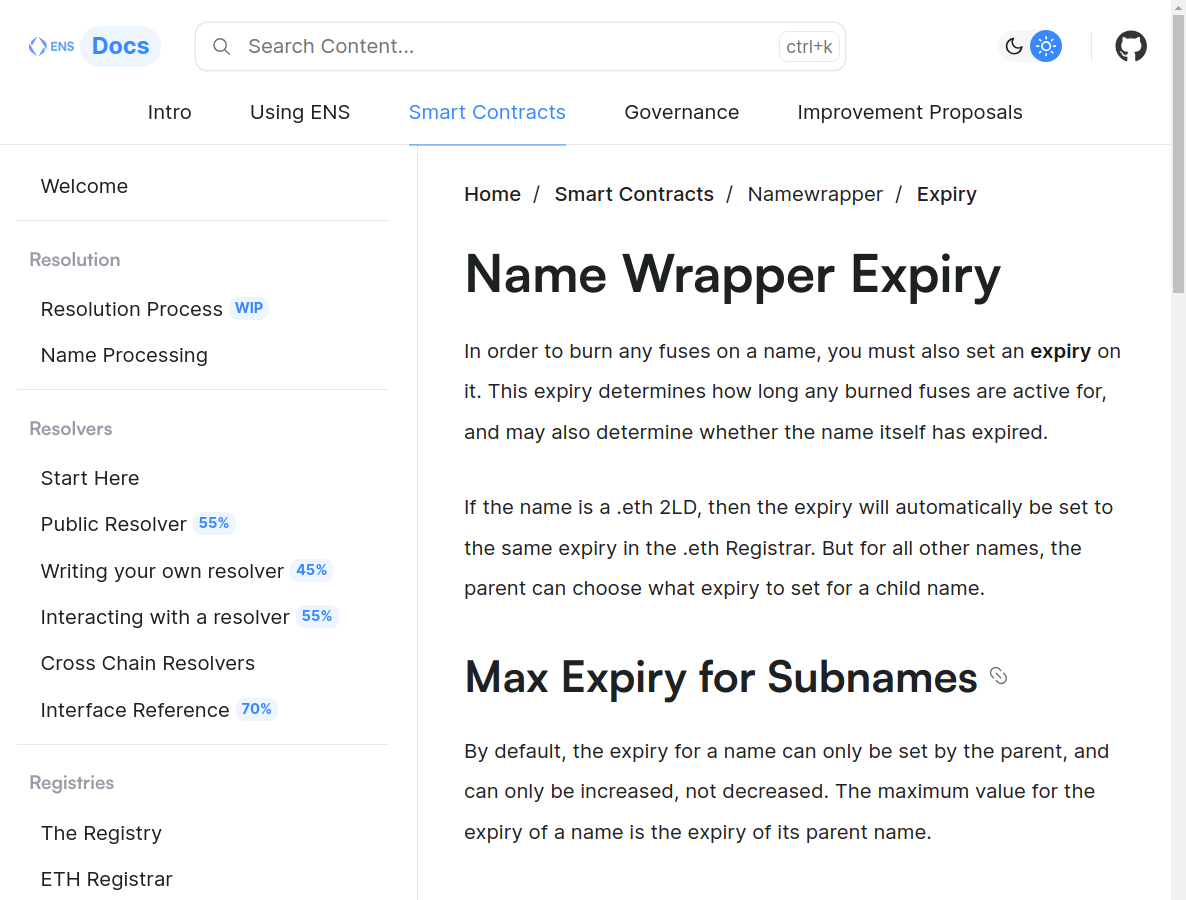 ENS Docs
Search Content...
ctrl+k
Intro
Using ENS
Smart Contracts
Governance
Improvement Proposals
Welcome
Resolution
Resolution Process WIP
Name Processing
Resolvers
Start Here
Public Resolver 55%
Writing your own resolver 45%
Interacting with a resolver 55%
Cross Chain Resolvers
Interface Reference 70%
Registries
The Registry
ETH Registrar
Home / Smart Contracts / Namewrapper / Expiry
Name Wrapper Expiry
In order to burn any fuses on a name, you must also set an expiry on
it. This expiry determines how long any burned fuses are active for,
and may also determine whether the name itself has expired.
If the name is a .eth 2LD, then the expiry will automatically be set to
the same expiry in the .eth Registrar. But for all other names, the
parent can choose what expiry to set for a child name.
Max Expiry for Subnames
By default, the expiry for a name can only be set by the parent, and
can only be increased, not decreased. The maximum value for the
expiry of a name is the expiry of its parent name.